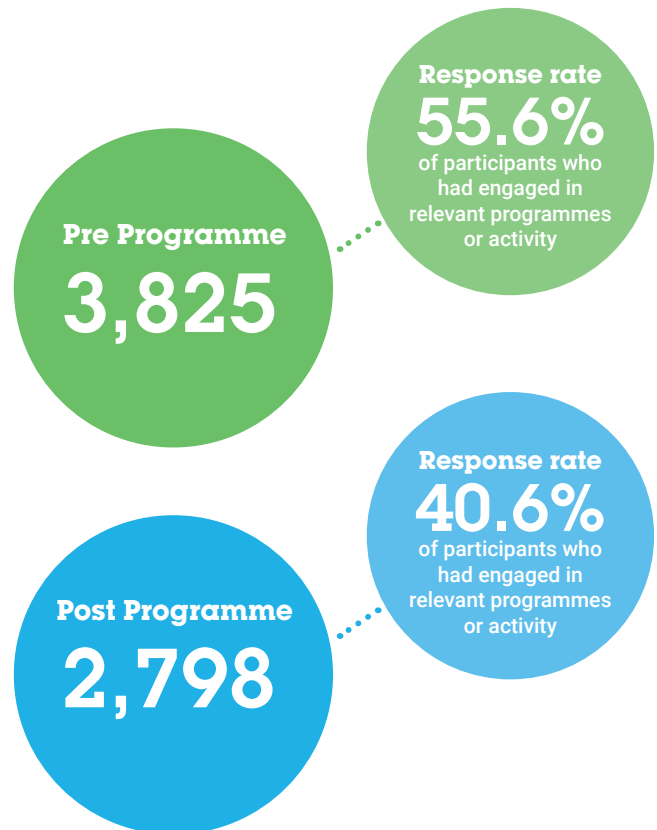 Response rate
55.6%
of participants who
had engaged in
relevant programmes
or activity
Pre Programme
3,825
Response rate
40.6%
of participants who
had engaged in
relevant programmes
or activity
Post Programme
2,798